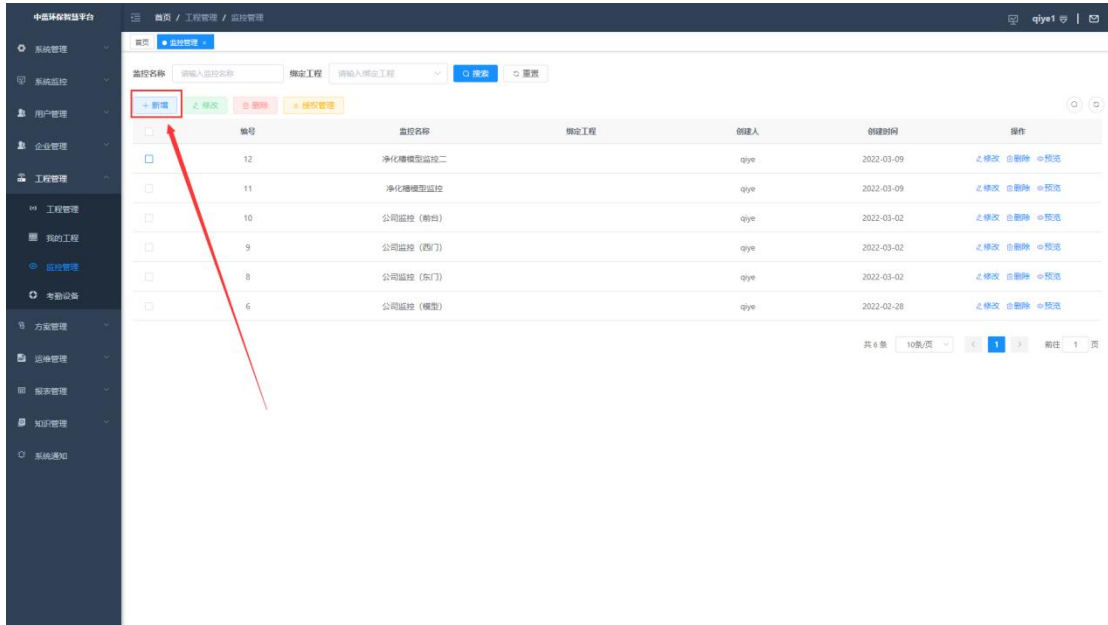 中蓝环保智慧平台
首页 / 工程管理 / 监控管理
qiye1
系统管理
系统监控
用户管理
企业管理
工程管理
工程管理
我的工程
监控管理
考勤设备
方案管理
运维管理
报表管理
知识管理
系统通知
首页 监控管理 ×
监控名称 请输入监控名称 绑定工程 请输入绑定工程 搜索 重置
+ 新增 修改 删除 授权管理
编号 监控名称 绑定工程 创建人 创建时间 操作
12 净化槽模型监控二 qiye 2022-03-09 修改 删除 预览
11 净化槽模型监控 qiye 2022-03-09 修改 删除 预览
10 公司监控（前台） qiye 2022-03-02 修改 删除 预览
9 公司监控（西门） qiye 2022-03-02 修改 删除 预览
8 公司监控（东门） qiye 2022-03-02 修改 删除 预览
6 公司监控（模型） qiye 2022-02-28 修改 删除 预览
共 6 条 10条/页 < 1 > 前往 1 页